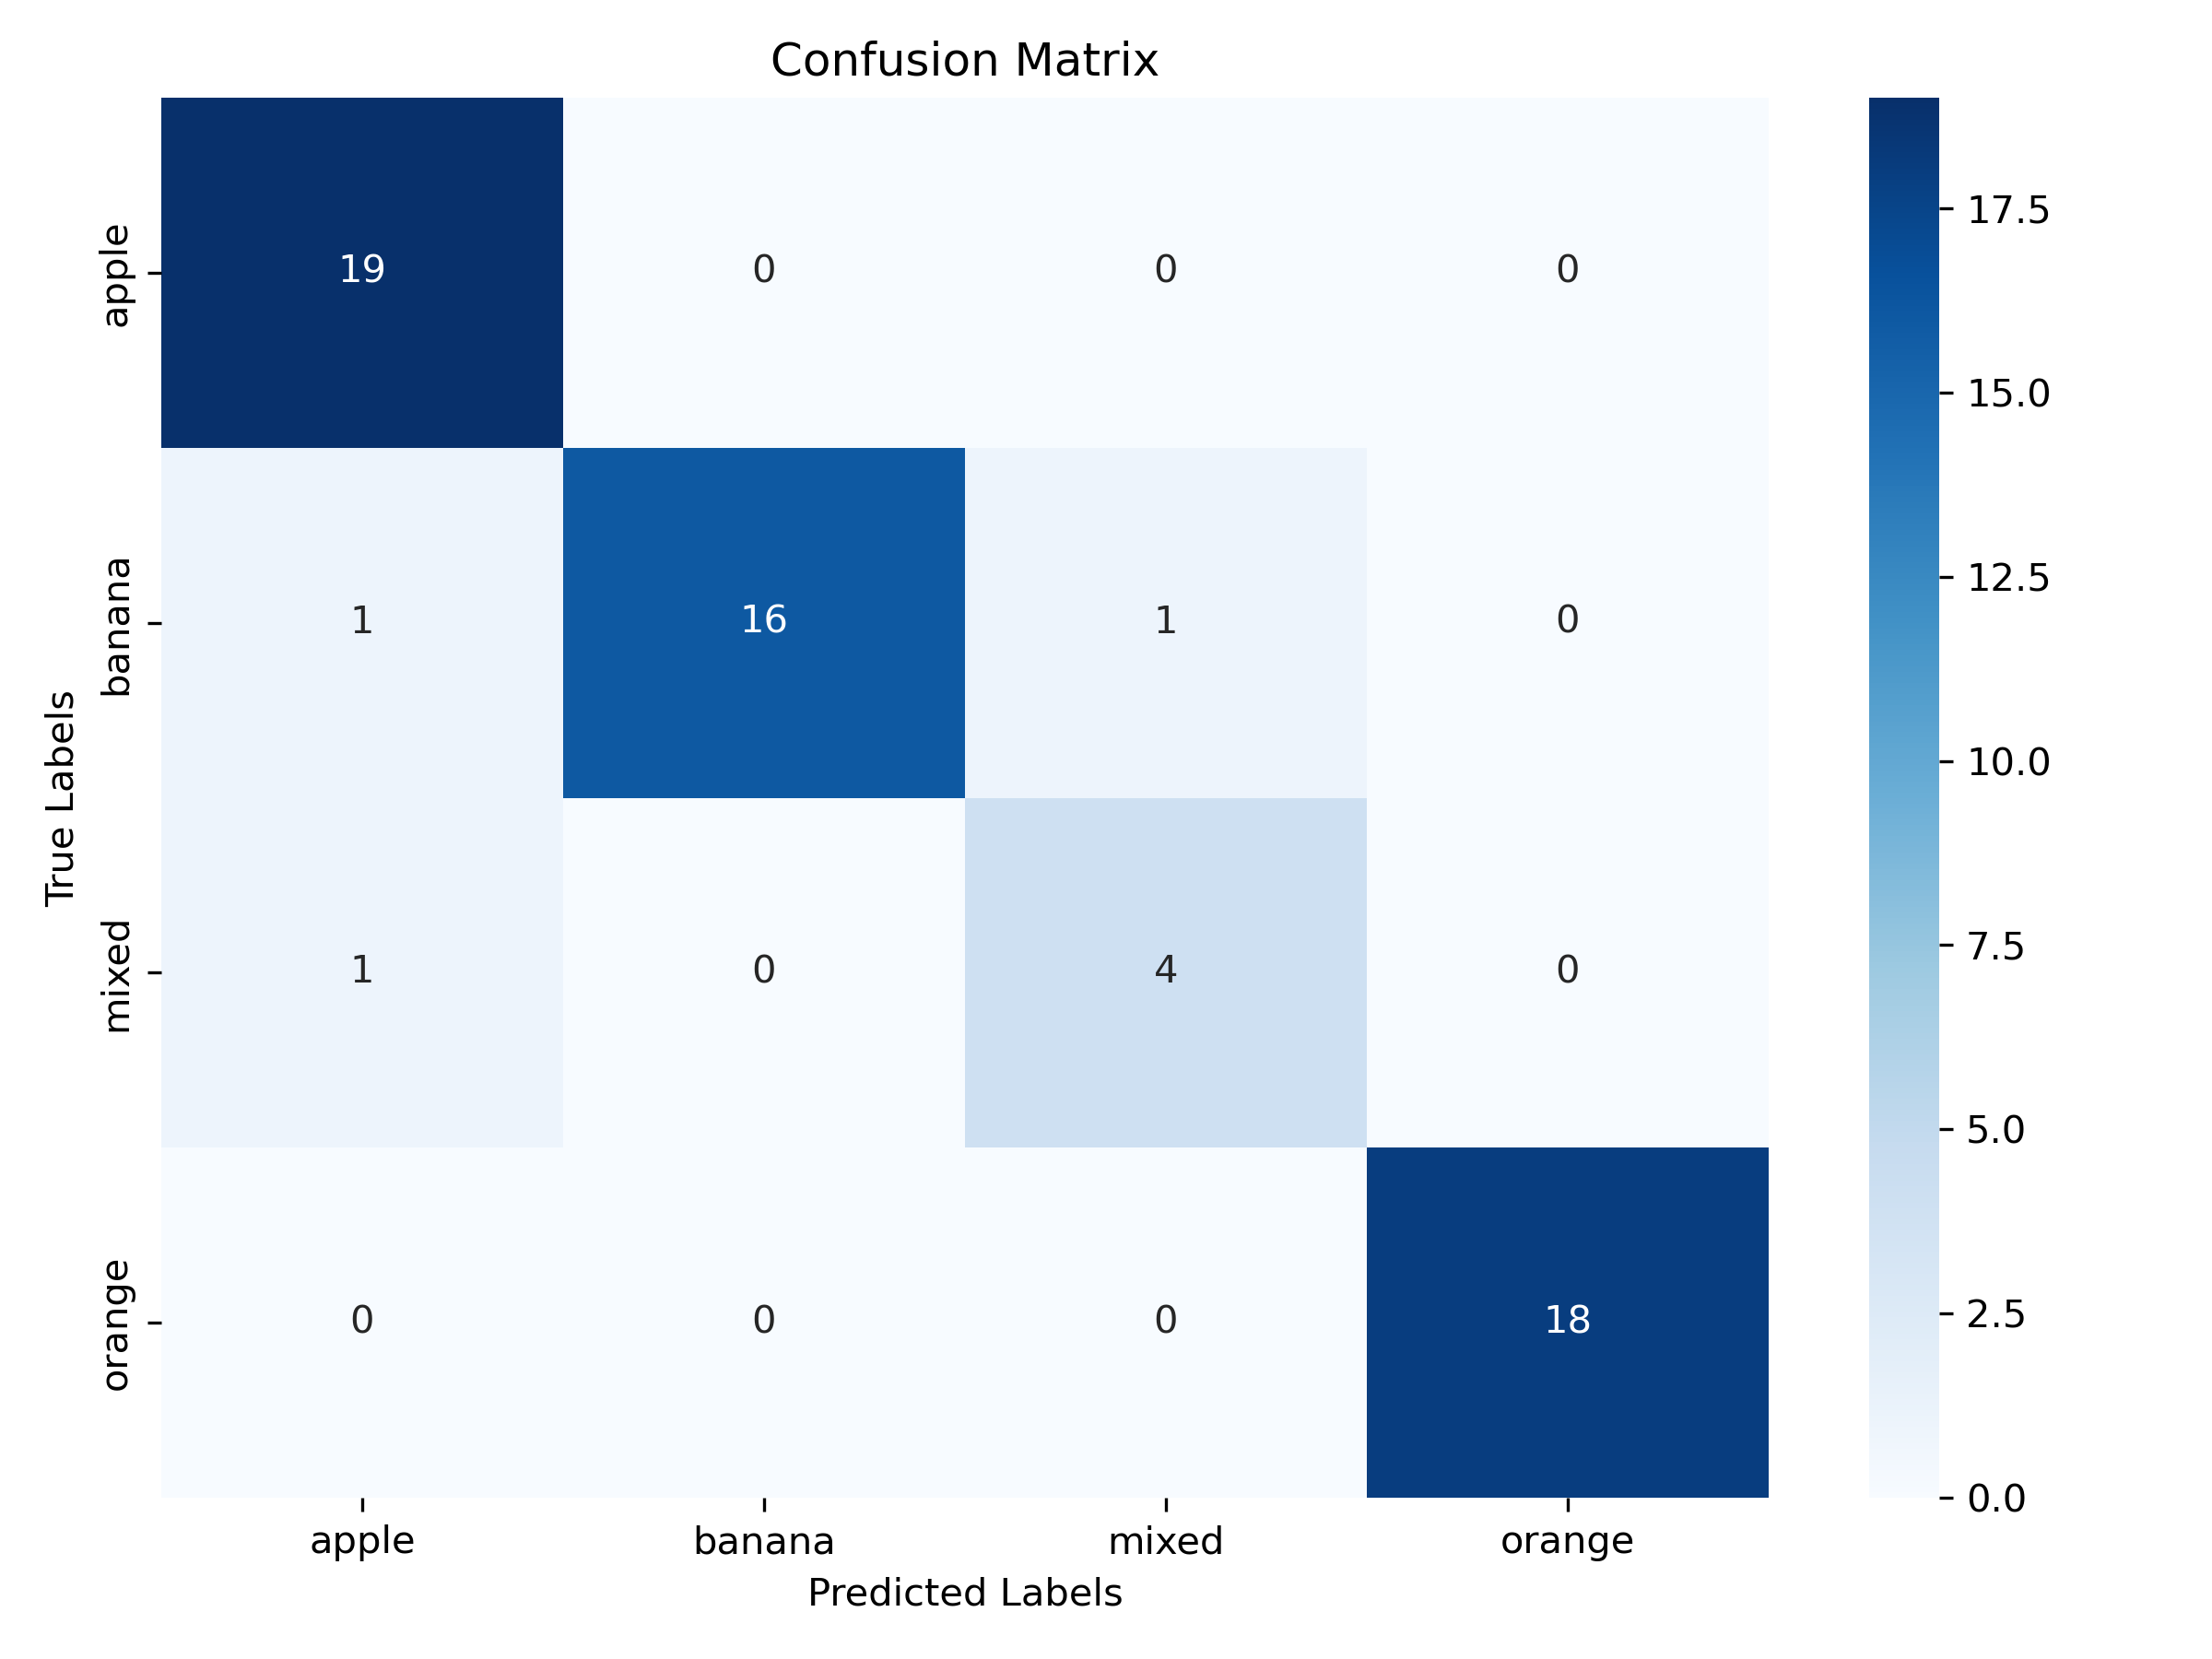 Confusion Matrix
True Labels
apple
19 0 0 0
banana
1 16 1 0
mixed
1 0 4 0
orange
0 0 0 18
apple banana mixed orange
Predicted Labels
17.5
15.0
12.5
10.0
7.5
5.0
2.5
0.0